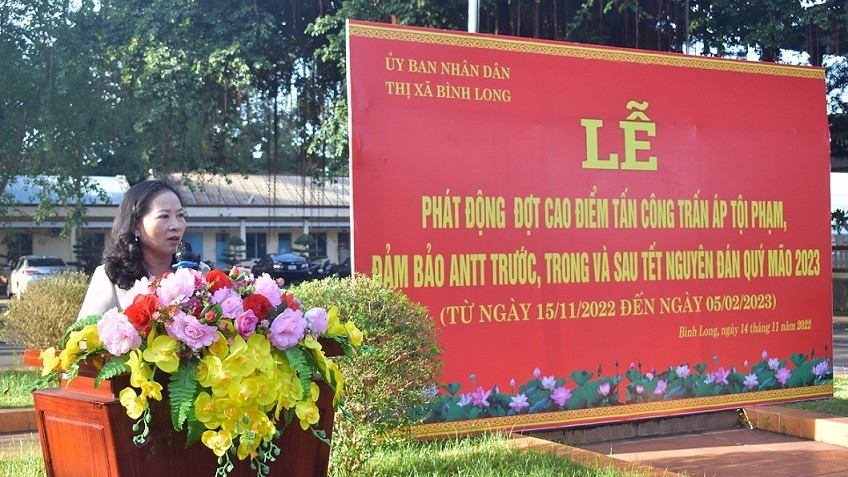 ỦY BAN NHÂN DÂN
THỊ XÃ BÌNH LONG
LỄ
PHÁT ĐỘNG ĐỢT CAO ĐIỂM TẤN CÔNG TRẤN ÁP TỘI PHẠM,
ĐẢM BẢO ANTT TRƯỚC, TRONG VÀ SAU TẾT NGUYÊN ĐÁN QUÝ MÃO 2023
(TỪ NGÀY 15/11/2022 ĐẾN NGÀY 05/02/2023)
Bình Long, ngày 14 tháng 11 năm 2022